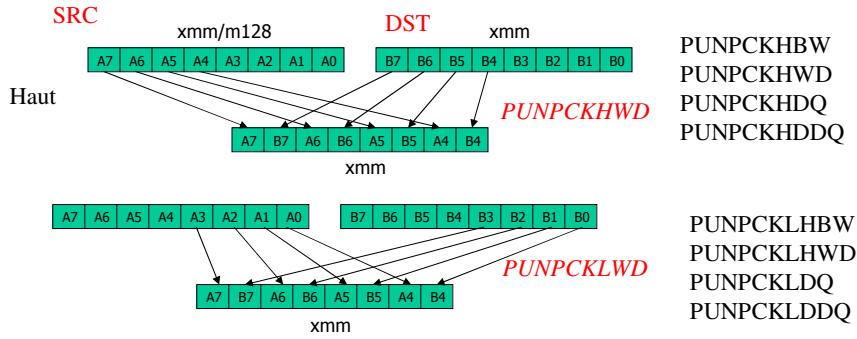 SRC
DST
xmm/m128
xmm
A7 A6 A5 A4 A3 A2 A1 A0
B7 B6 B5 B4 B3 B2 B1 B0
Haut
PUNPCKHWD
A7 B7 A6 B6 A5 B5 A4 B4
xmm
PUNPCKHBW
PUNPCKHWD
PUNPCKHDQ
PUNPCKHDDQ
A7 A6 A5 A4 A3 A2 A1 A0
B7 B6 B5 B4 B3 B2 B1 B0
PUNPCKLWD
A7 B7 A6 B6 A5 B5 A4 B4
xmm
PUNPCKLHBW
PUNPCKLHWD
PUNPCKLDQ
PUNPCKLDDQ